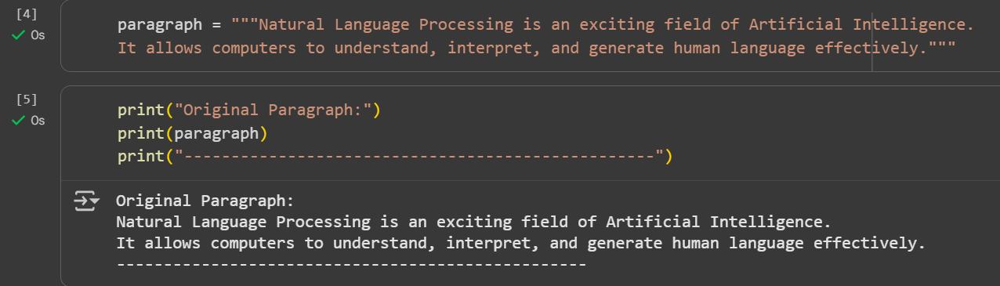 [4]
0s
paragraph = """Natural Language Processing is an exciting field of Artificial Intelligence.
It allows computers to understand, interpret, and generate human language effectively."""
[5]
0s
print("Original Paragraph:")
print(paragraph)
print("--------------------------------------------------")
Original Paragraph:
Natural Language Processing is an exciting field of Artificial Intelligence.
It allows computers to understand, interpret, and generate human language effectively.
--------------------------------------------------